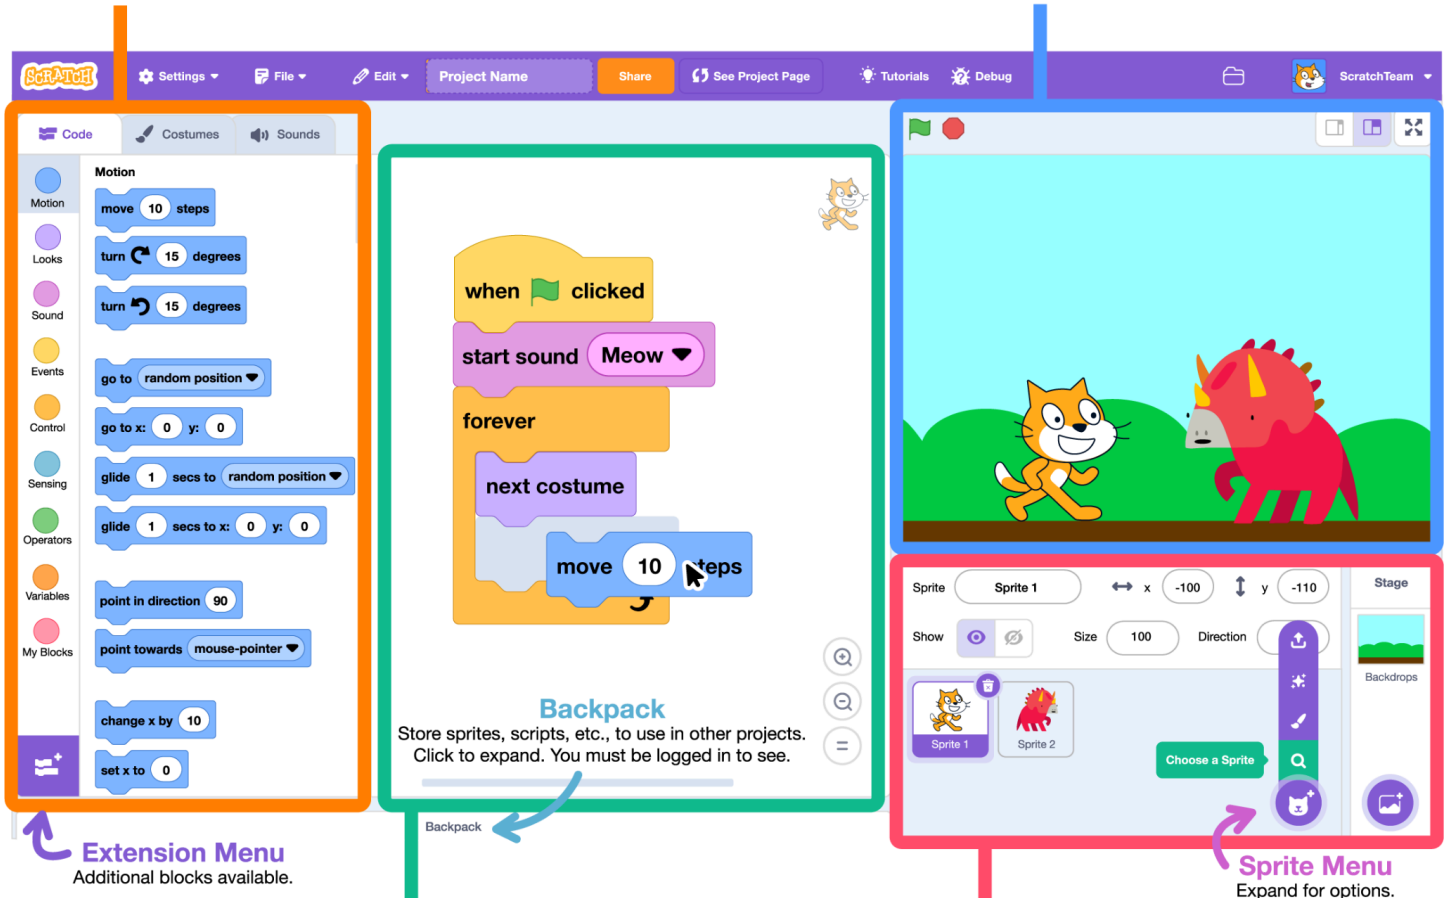 SCRATCH Settings File Edit Project Name Share See Project Page Tutorials Debug ScratchTeam
Code Costumes Sounds
Motion
Looks
Sound
Events
Control
Sensing
Operators
Variables
My Blocks
Motion
move 10 steps
turn 15 degrees
turn 15 degrees
go to random position
go to x: 0 y: 0
glide 1 secs to random position
glide 1 secs to x: 0 y: 0
point in direction 90
point towards mouse-pointer
change x by 10
set x to 0
Extension Menu
Additional blocks available.
when clicked
start sound Meow
forever
next costume
move 10 steps
Backpack
Store sprites, scripts, etc., to use in other projects.
Click to expand. You must be logged in to see.
Backpack
Sprite Sprite 1 x -100 y -110
Show Size 100 Direction
Sprite 1 Sprite 2
Choose a Sprite
Stage
Backdrops
Sprite Menu
Expand for options.